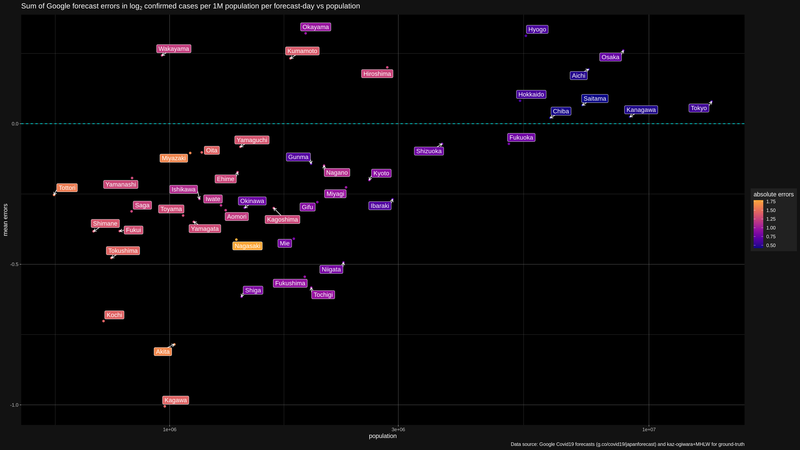 Sum of Google forecast errors in log2 confirmed cases per 1M population per forecast-day vs population
Okayama
Hyogo
Wakayama
Kumamoto
Osaka
Hiroshima
Aichi
Hokkaido
Saitama
Chiba
Kanagawa
Tokyo
0.0
Fukuoka
Yamaguchi
Oita
Shizuoka
Miyazaki
Gunma
Nagano
Kyoto
Ehime
Tottori
Yamanashi
Ishikawa
Miyagi
Iwate
Okinawa
Saga
Toyama
Gifu
Ibaraki
Aomori
Kagoshima
Shimane
Fukui
Yamagata
Nagasaki
Mie
Tokushima
-0.5
Niigata
Fukushima
Shiga
Tochigi
Kochi
Akita
Kagawa
-1.0
mean errors
1e+06
3e+06
1e+07
population
absolute errors
1.75
1.50
1.25
1.00
0.75
0.50
Data source: Google Covid19 forecasts (g.co/covid19/japanforecast) and kaz-ogiwara+MHLW for ground-truth